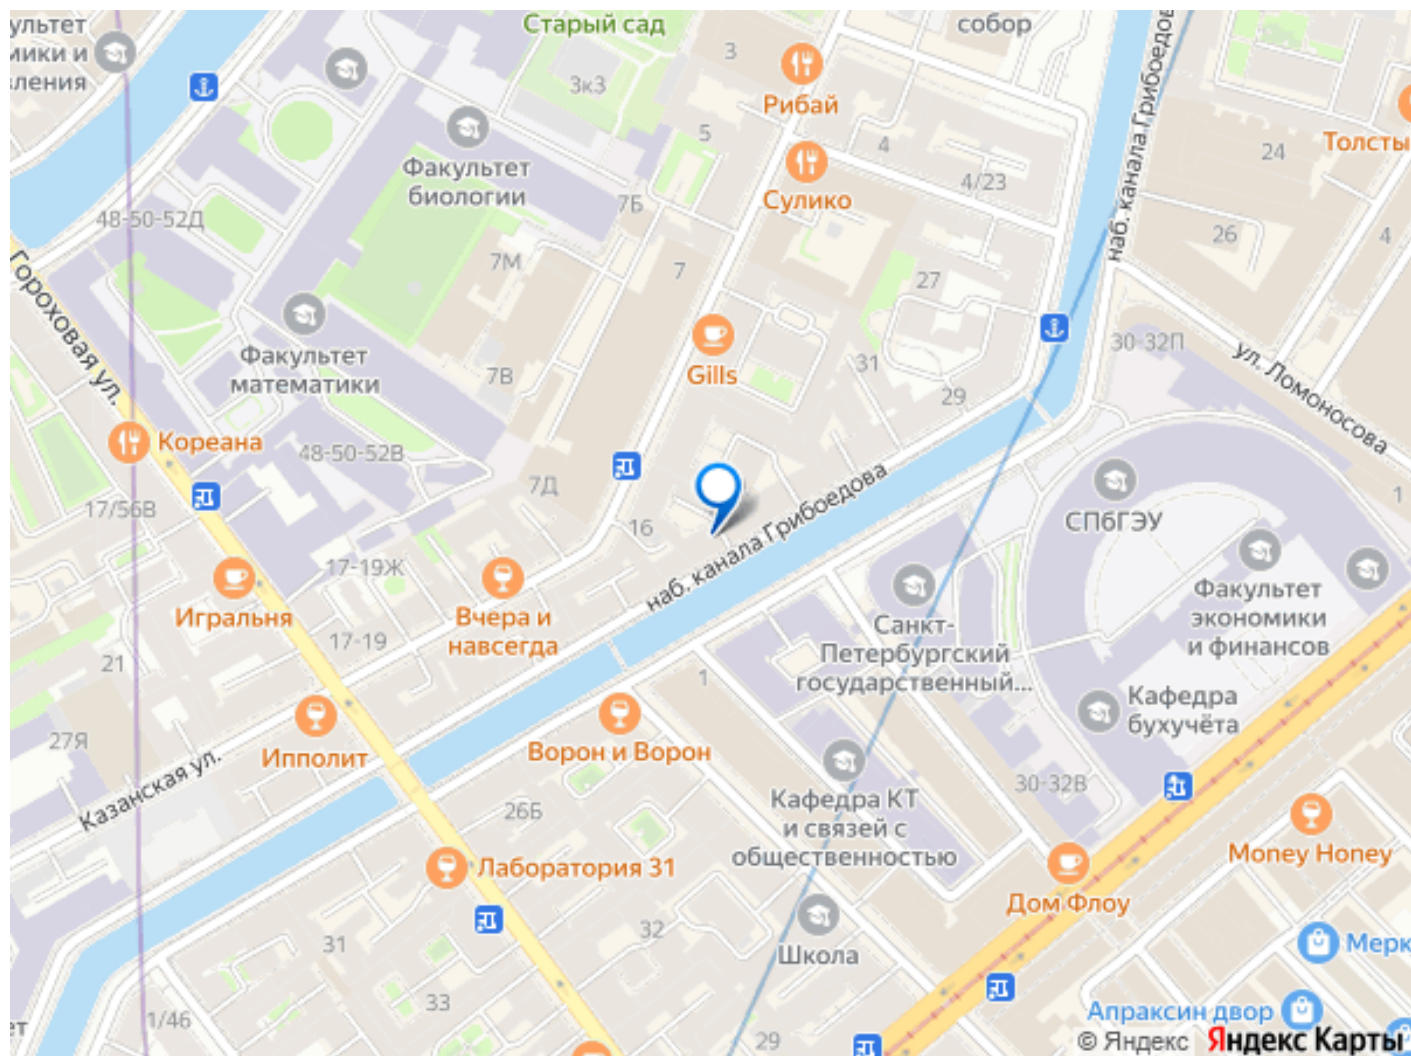 ультет
мики и
ления
Старый сад
собор
3
3к3
Рибай
5
4
24
Толсты
Факультет
биологии
Сулико
4/23
наб. канала Грибоедов
48-50-52Д
7Б
26
4
7М
7
27
Гороховая ул.
Факультет
математики
Gills
7В
31
29
30-32П
ул. Ломоносова
Кореана
48-50-52В
7Д
17/56В
16
наб. канала Грибоедова
СПбГЭУ
1
17-19Ж
Игральня
Вчера и
навсегда
17-19
21
Санкт-
Петербургский
государственный...
Факультет
экономики
и финансов
1
Кафедра
бухучёта
27Я
Ипполит
Ворон и Ворон
Казанская ул.
26Б
Кафедра КТ
и связей с
общественностью
30-32В
Лаборатория 31
Money Honey
Дом Флоу
31
32
Школа
Мерк
33
1/46
ет
29
Апраксин двор
© Яндекс Яндекс Карты